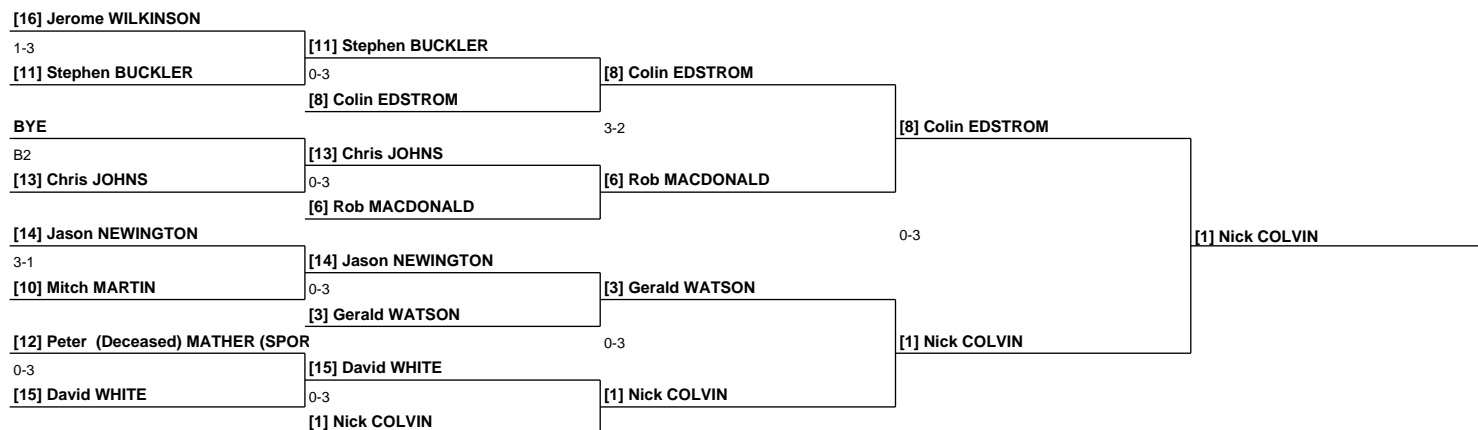 [16] Jerome WILKINSON
1-3
[11] Stephen BUCKLER
[11] Stephen BUCKLER
0-3
[8] Colin EDSTROM
[8] Colin EDSTROM
BYE
B2
[13] Chris JOHNS
[13] Chris JOHNS
0-3
[6] Rob MACDONALD
3-2
[6] Rob MACDONALD
[8] Colin EDSTROM
[14] Jason NEWINGTON
3-1
[10] Mitch MARTIN
[14] Jason NEWINGTON
0-3
[3] Gerald WATSON
[3] Gerald WATSON
[12] Peter  (Deceased) MATHER (SPOR
0-3
[15] David WHITE
[15] David WHITE
0-3
[1] Nick COLVIN
0-3
[1] Nick COLVIN
[1] Nick COLVIN
0-3
[1] Nick COLVIN